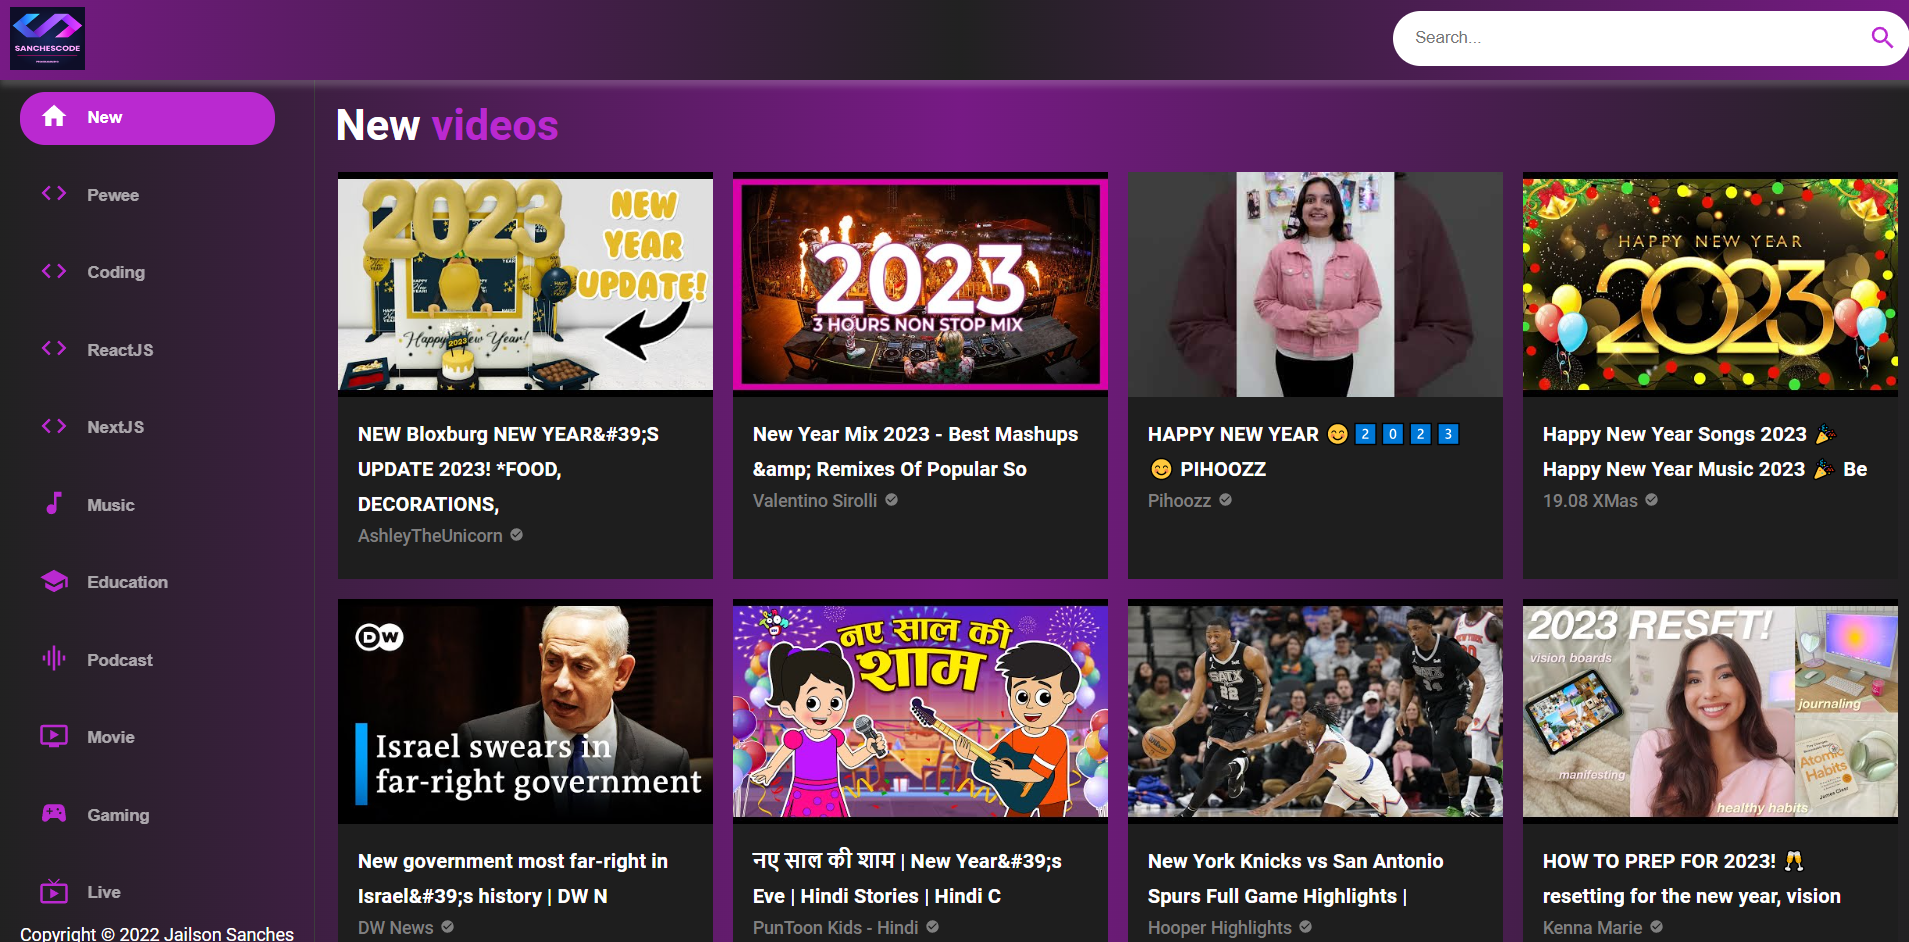 SANCHESCODE
Search...
New
Pewee
Coding
ReactJS
NextJS
Music
Education
Podcast
Movie
Gaming
Live
Copyright © 2022 Jailson Sanches
New videos
2023
NEW
YEAR
UPDATE!
Happy New Year!
2023
NEW Bloxburg NEW YEAR&#39;S
UPDATE 2023! *FOOD,
DECORATIONS,
AshleyTheUnicorn
2023
3 HOURS NON STOP MIX
New Year Mix 2023 - Best Mashups
&amp; Remixes Of Popular So
Valentino Sirolli
HAPPY NEW YEAR 😊 2️⃣ 0️⃣ 2️⃣ 3️⃣
😊 PIHOOZZ
Pihoozz
HAPPY NEW YEAR
2023
Happy New Year Songs 2023 🎉
Happy New Year Music 2023 🎉 Be
19.08 XMas
DW
Israel swears in
far-right government
New government most far-right in
Israel&#39;s history | DW N
DW News
नए साल की
शाम
नए साल की शाम | New Year&#39;s
Eve | Hindi Stories | Hindi C
PunToon Kids - Hindi
SATX
22
24
New York Knicks vs San Antonio
Spurs Full Game Highlights |
Hooper Highlights
2023 RESET!
vision boards
journaling
manifesting
Atomic
Habits
James Clear
healthy habits
HOW TO PREP FOR 2023! 🥂
resetting for the new year, vision
Kenna Marie